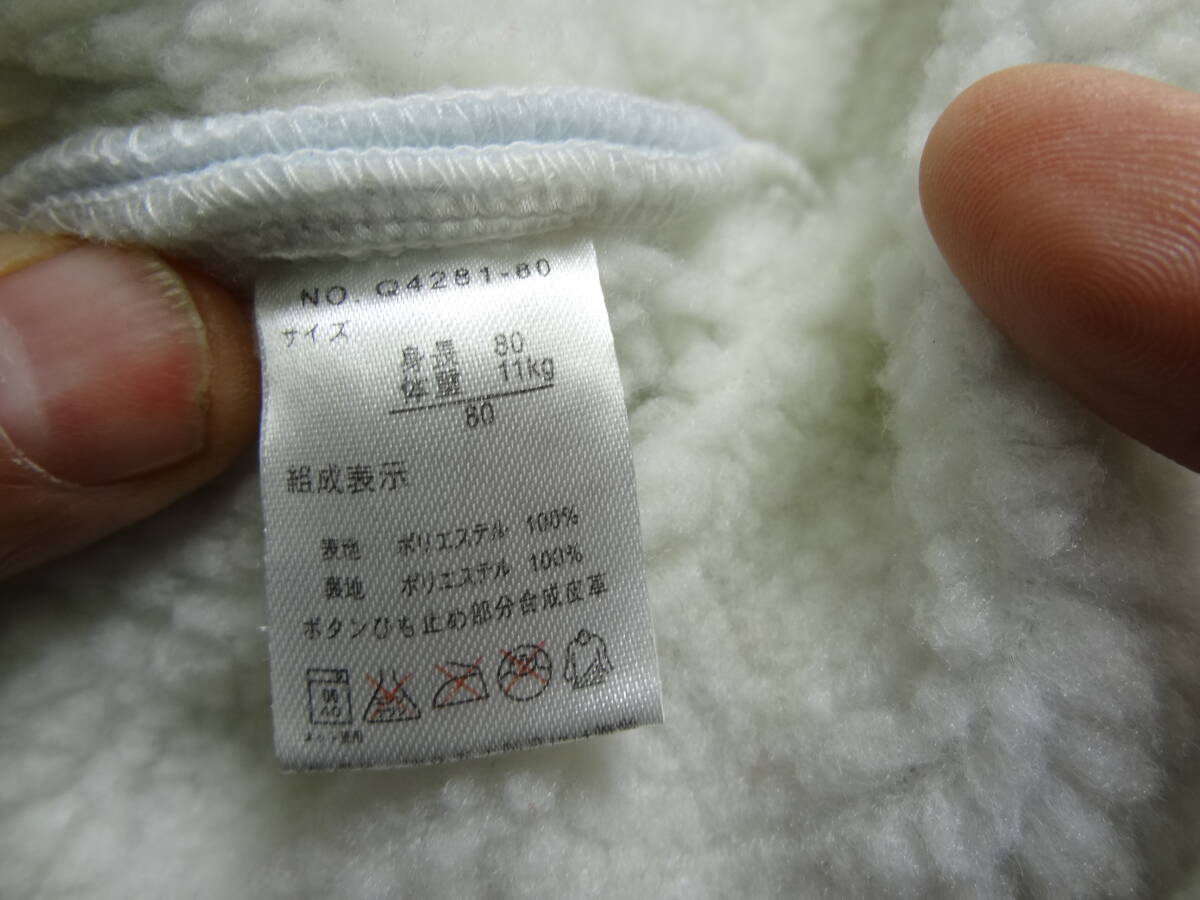 NO. Q4281-80
サイズ
身長 80
体重 11kg
80
組成表示
表地 ポリエステル 100%
裏地 ポリエステル 100%
ボタンひも止め部分合成皮革
40